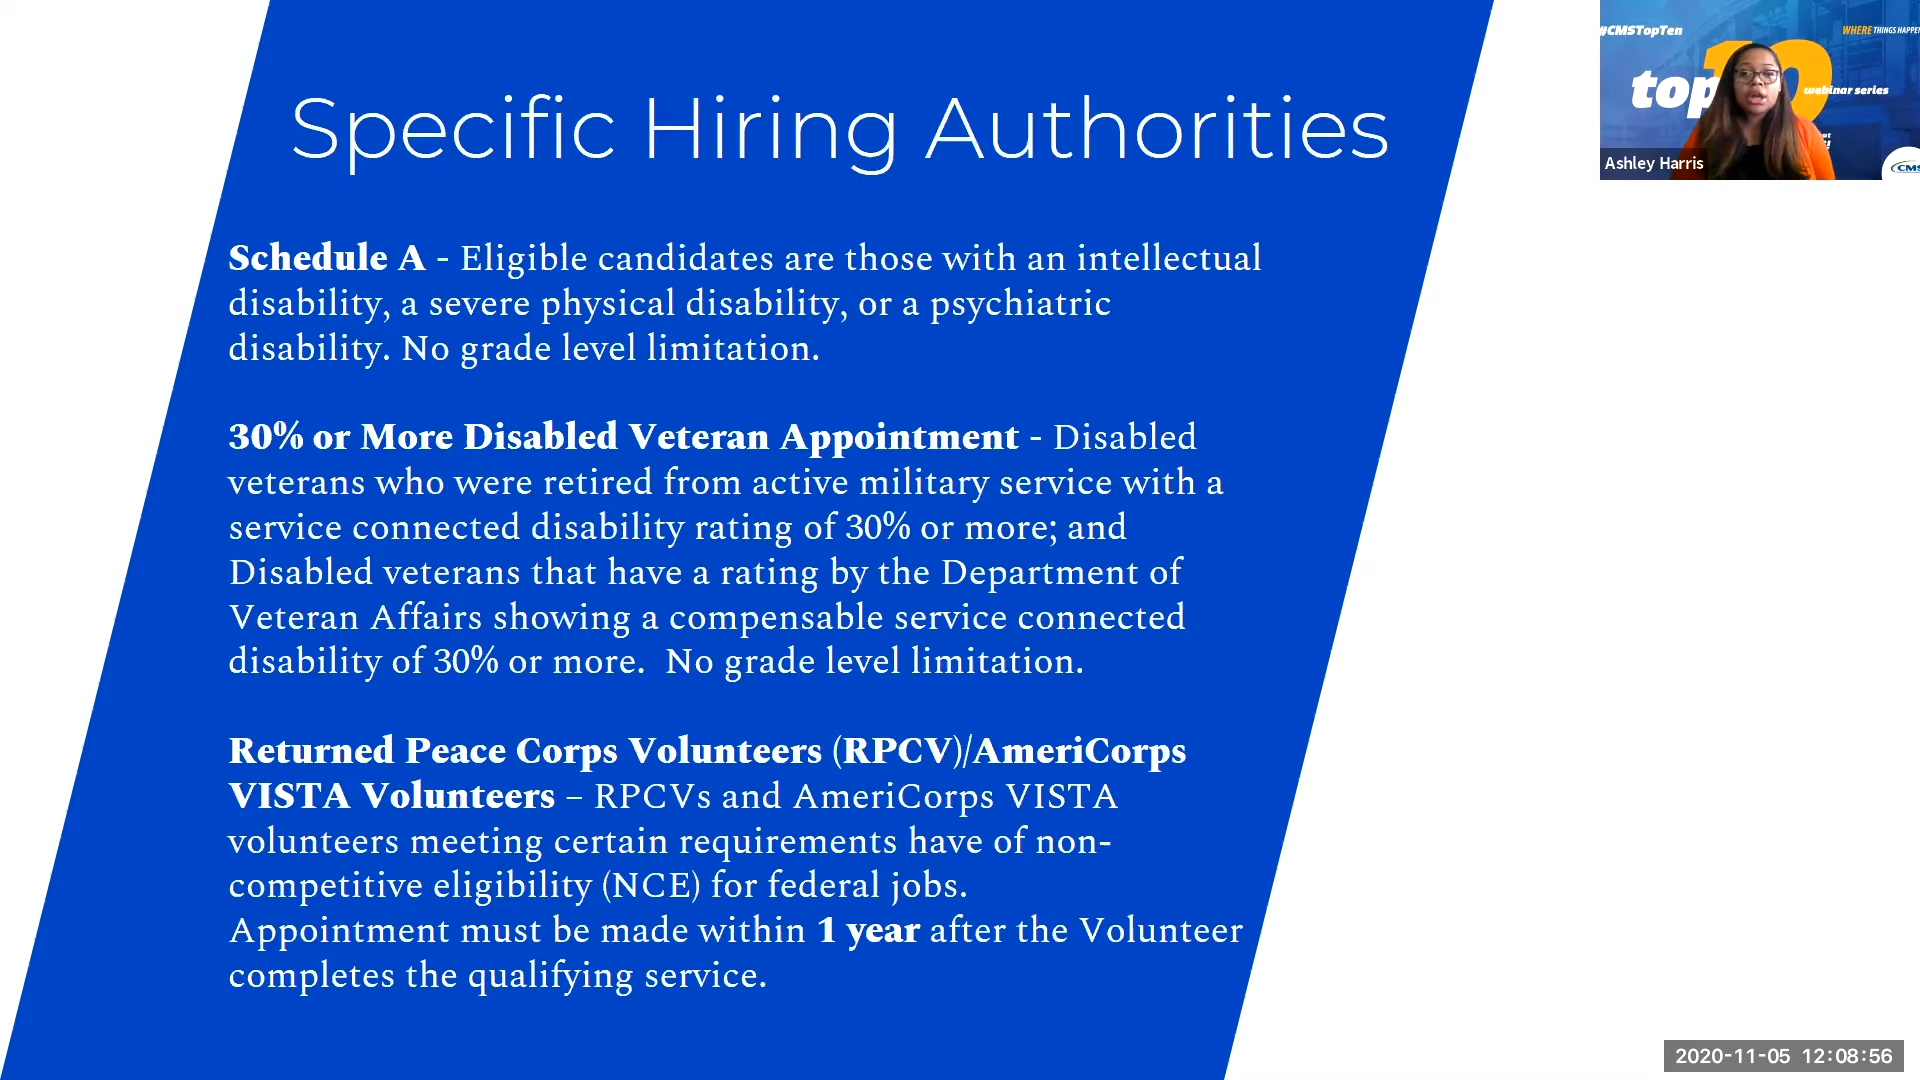 Specific Hiring Authorities
Schedule A - Eligible candidates are those with an intellectual
disability, a severe physical disability, or a psychiatric
disability. No grade level limitation.
30% or More Disabled Veteran Appointment - Disabled
veterans who were retired from active military service with a
service connected disability rating of 30% or more; and
Disabled veterans that have a rating by the Department of
Veteran Affairs showing a compensable service connected
disability of 30% or more.  No grade level limitation.
Returned Peace Corps Volunteers (RPCV)/AmeriCorps
VISTA Volunteers – RPCVs and AmeriCorps VISTA
volunteers meeting certain requirements have of non-
competitive eligibility (NCE) for federal jobs.
Appointment must be made within 1 year after the Volunteer
completes the qualifying service.
#CMSTopTen
WHERE THINGS HAPPEN
top 10
webinar series
Ashley Harris
CMS
2020-11-05 12:08:56